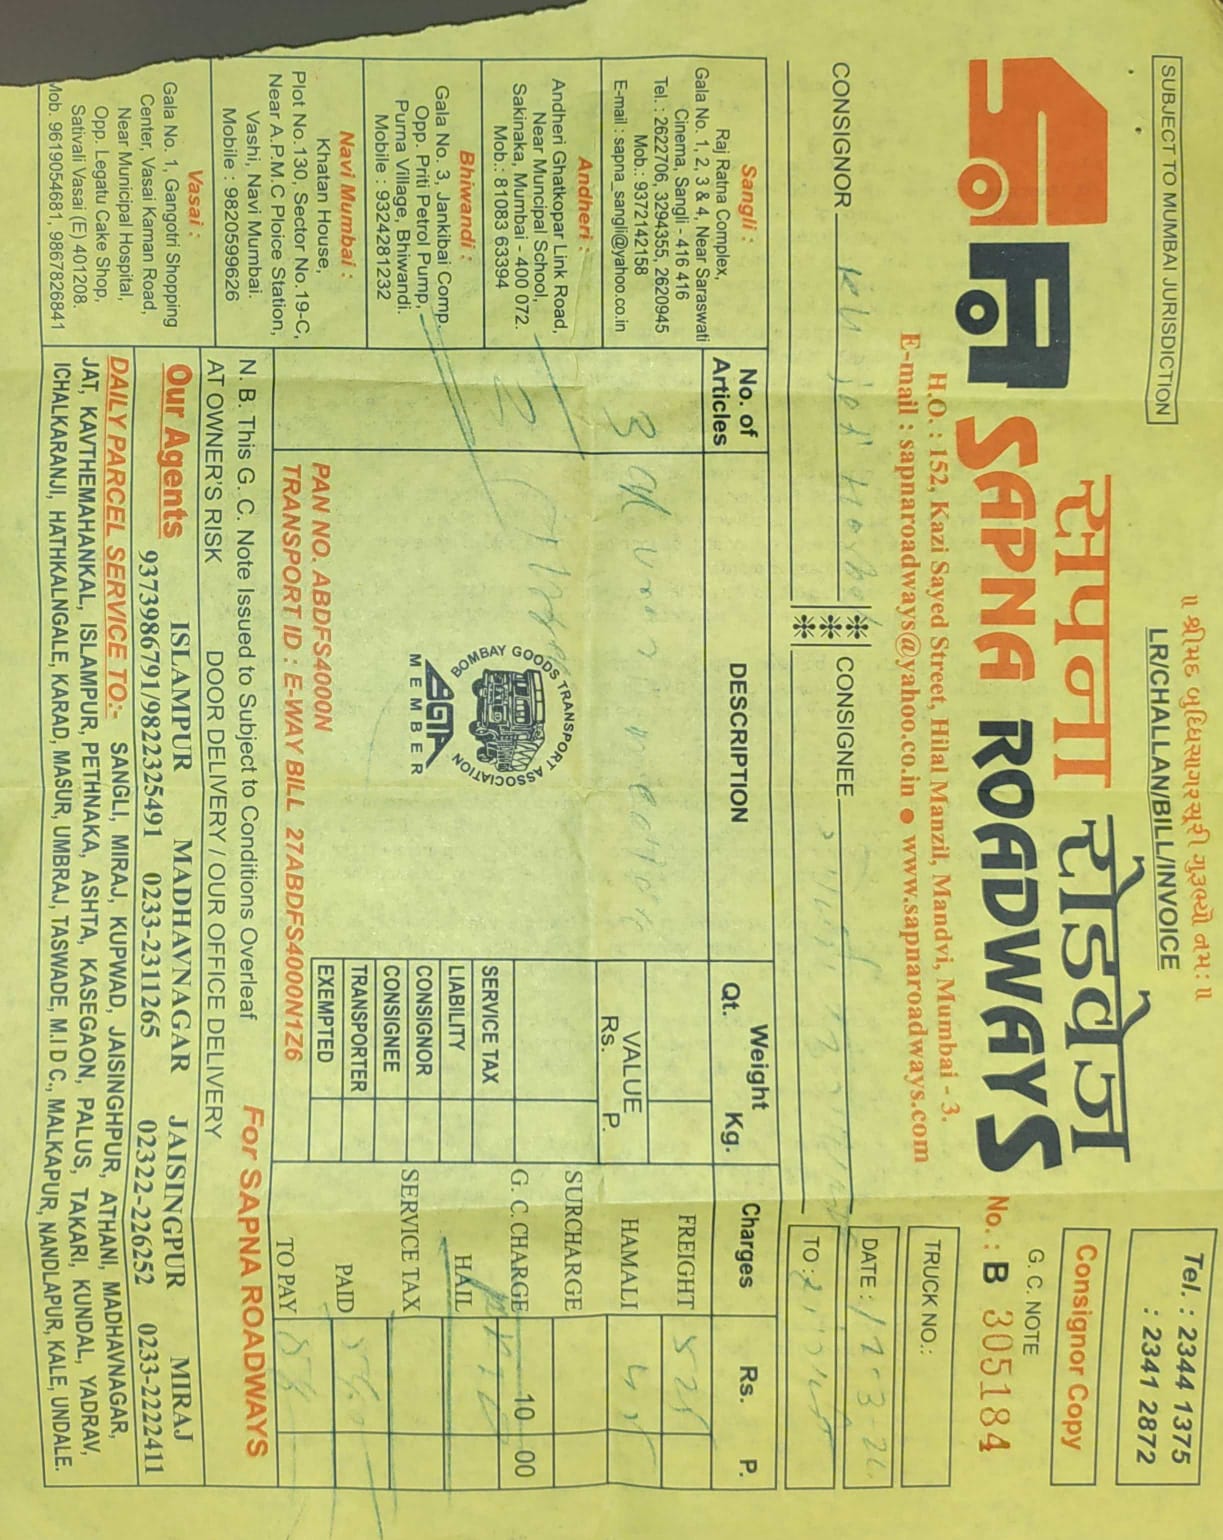 SUBJECT TO MUMBAI JURISDICTION
॥ શ્રીમદ બુદ્ધિસાગરસૂરી ગુરૂભ્યો નમઃ ॥
LR/CHALLAN/BILL/INVOICE
Tel. : 2344 1375
: 2341 2872
सपना रोडवेज
SAPNA ROADWAYS
Consignor Copy
G. C. NOTE
No. : B 305184
H.O. : 152, Kazi Sayed Street, Hilal Manzil, Mandvi, Mumbai - 3.
E-mail : sapnaroadways@yahoo.co.in ● www.sapnaroadways.com
TRUCK NO.:
DATE :
CONSIGNOR
CONSIGNEE
TO :
Sangli :
Raj Ratna Complex,
Gala No. 1, 2, 3 & 4, Near Saraswati
Cinema, Sangli - 416 416
Tel. : 2622706, 3294355, 2620945
Mob.: 9372142158
E-mail : sapna_sangli@yahoo.co.in
Andheri :
Andheri Ghatkopar Link Road,
Near Muncipal School,
Sakinaka, Mumbai - 400 072.
Mob.: 81083 63394
Bhiwandi :
Gala No. 3, Jankibai Comp.
Opp. Priti Petrol Pump,
Purna Village, Bhiwandi.
Mobile : 9324281232
Navi Mumbai :
Khatan House,
Plot No.130, Sector No.19-C,
Near A.P.M.C Ploice Station,
Vashi, Navi Mumbai.
Mobile : 9820599626
Vasai :
Gala No. 1, Gangotri Shopping
Center, Vasai Kaman Road,
Near Municipal Hospital,
Opp. Legatu Cake Shop,
Sativali Vasai (E) 401208.
Mob. 9619054681, 9867826841
No. of Articles
DESCRIPTION
Weight
Qt. Kg.
Charges
Rs. P.
3
2
VALUE
Rs. P.
FREIGHT
HAMALI
SURCHARGE
G. C. CHARGE 10 00
HAIL
SERVICE TAX
PAID
TO PAY
SERVICE TAX
LIABILITY
CONSIGNOR
CONSIGNEE
TRANSPORTER
EXEMPTED
BOMBAY GOODS TRANSPORT ASSOCIATION
BGTA
MEMBER
PAN NO. ABDFS4000N
TRANSPORT ID : E-WAY BILL 27ABDFS4000N1Z6
N. B. This G. C. Note Issued to Subject to Conditions Overleaf
AT OWNER'S RISK DOOR DELIVERY / OUR OFFICE DELIVERY
For SAPNA ROADWAYS
Our Agents
ISLAMPUR MADHAVNAGAR JAISINGPUR MIRAJ
9373986791/9822325491 0233-2311265 02322-226252 0233-2222411
DAILY PARCEL SERVICE TO:- SANGLI, MIRAJ, KUPWAD, JAISINGHPUR, ATHANI, MADHAVNAGAR,
JAT, KAVTHEMAHANKAL, ISLAMPUR, PETHNAKA, ASHTA, KASEGAON, PALUS, TAKARI, KUNDAL, YADRAV,
ICHALKARANJI, HATHKALNGALE, KARAD, MASUR, UMBRAJ, TASWADE, M.I D C., MALKAPUR, NANDLAPUR, KALE, UNDALE.